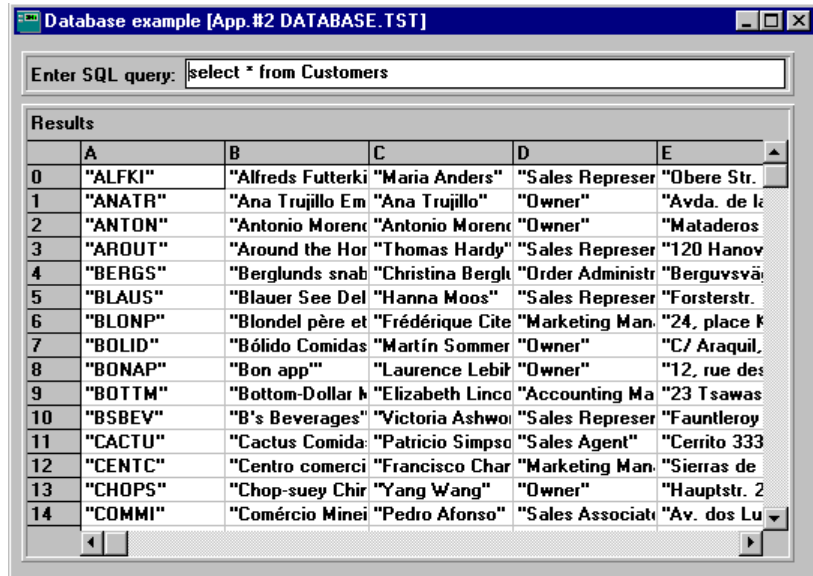 Database example [App.#2 DATABASE.TST]
Enter SQL query: select * from Customers
Results
A B C D E
0 "ALFKI" "Alfreds Futterki "Maria Anders" "Sales Represer "Obere Str.
1 "ANATR" "Ana Trujillo Em "Ana Trujillo" "Owner" "Avda. de la
2 "ANTON" "Antonio Moreno "Antonio Moreno "Owner" "Mataderos
3 "AROUT" "Around the Hor "Thomas Hardy" "Sales Represer "120 Hanov
4 "BERGS" "Berglunds snab "Christina Berglu "Order Administr "Berguvsväg
5 "BLAUS" "Blauer See Del "Hanna Moos" "Sales Represer "Forsterstr.
6 "BLONP" "Blondel père et "Frédérique Cite "Marketing Man "24, place K
7 "BOLID" "Bólido Comidas "Martín Sommer "Owner" "C/ Araquil,
8 "BONAP" "Bon app'" "Laurence Lebih "Owner" "12, rue des
9 "BOTTM" "Bottom-Dollar M "Elizabeth Linco "Accounting Ma "23 Tsawas
10 "BSBEV" "B's Beverages" "Victoria Ashwor "Sales Represer "Fauntleroy
11 "CACTU" "Cactus Comida "Patricio Simpso "Sales Agent" "Cerrito 333
12 "CENTC" "Centro comerci "Francisco Char "Marketing Man "Sierras de
13 "CHOPS" "Chop-suey Chir "Yang Wang" "Owner" "Hauptstr. 2
14 "COMMI" "Comércio Minei "Pedro Afonso" "Sales Associate "Av. dos Lu